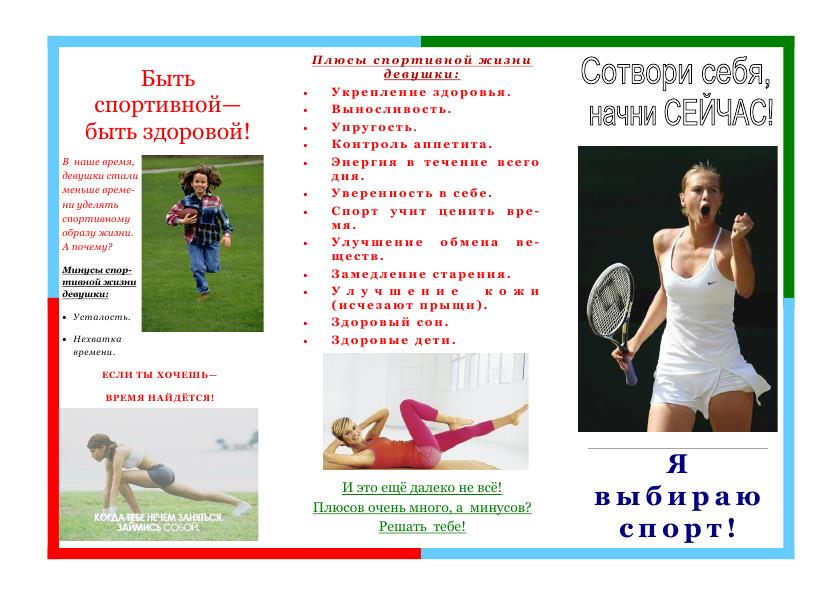 Быть
спортивной—
быть здоровой!
В наше время,
девушки стали
меньше време-
ни уделять
спортивному
образу жизни.
А почему?
Минусы спор-
тивной жизни
девушки:
• Усталость.
• Нехватка
времени.
ЕСЛИ ТЫ ХОЧЕШЬ—
ВРЕМЯ НАЙДЁТСЯ!
КОГДА ТЕБЕ НЕЧЕМ ЗАНЯТЬСЯ,
ЗАЙМИСЬ СОБОЙ.
Плюсы спортивной жизни
девушки:
• Укрепление здоровья.
• Выносливость.
• Упругость.
• Контроль аппетита.
• Энергия в течение всего
дня.
• Уверенность в себе.
• Спорт учит ценить вре-
мя.
• Улучшение обмена ве-
ществ.
• Замедление старения.
• Улучшение кожи
(исчезают прыщи).
• Здоровый сон.
• Здоровые дети.
И это ещё далеко не всё!
Плюсов очень много, а минусов?
Решать тебе!
Сотвори себя,
начни СЕЙЧАС!
Я
выбираю
спорт!